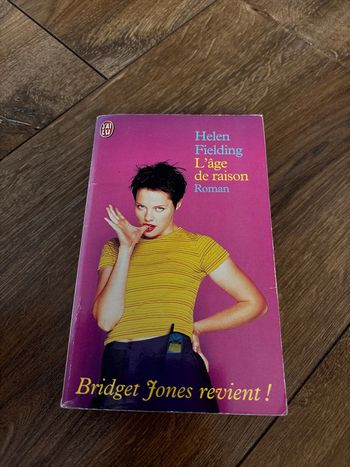 J'AI
LU
Helen
Fielding
L'âge
de raison
Roman
Bridget Jones revient !